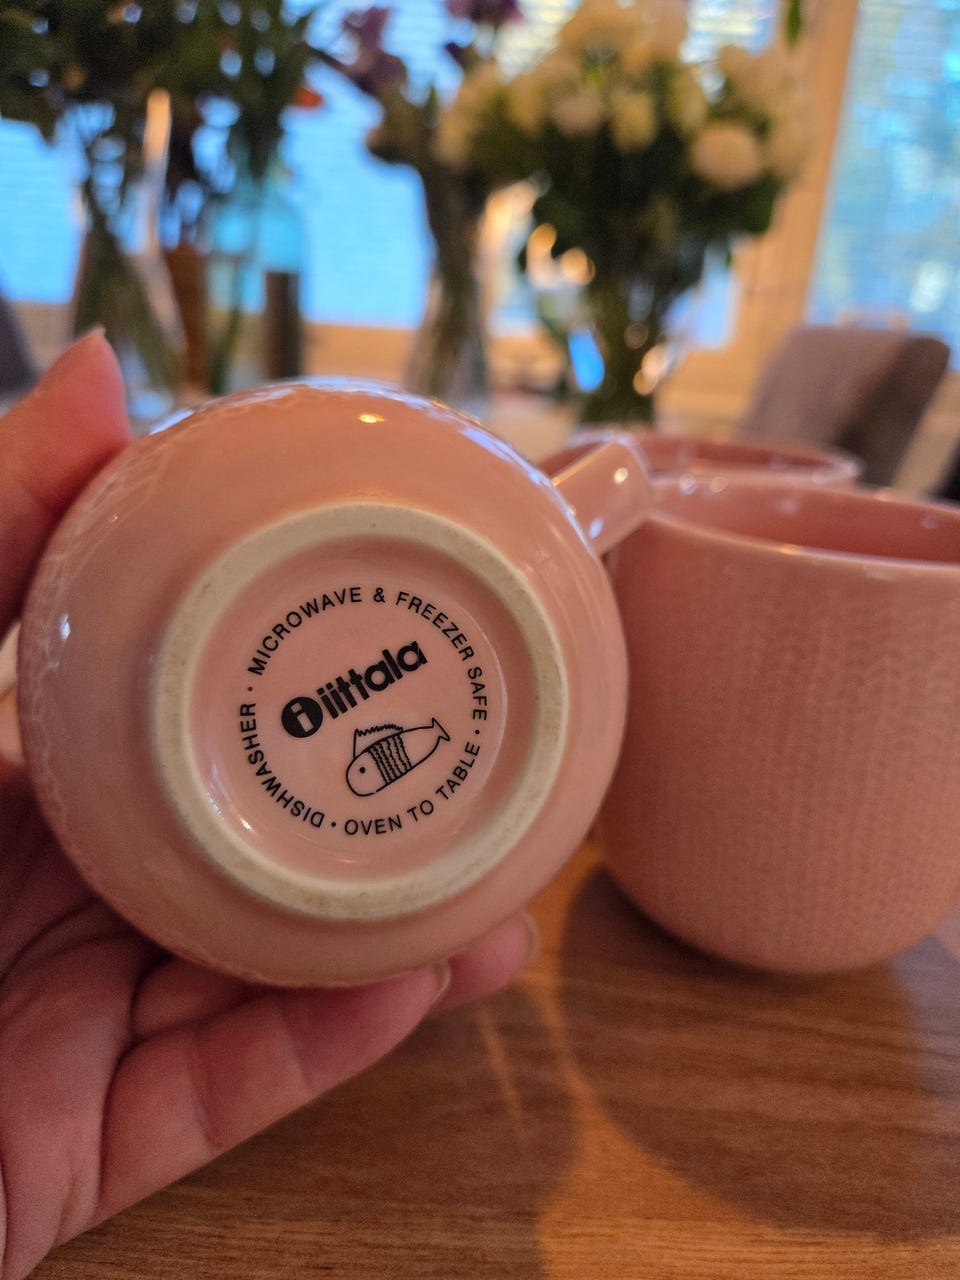 MICROWAVE & FREEZER SAFE · OVEN TO TABLE · DISHWASHER ·
i iittala